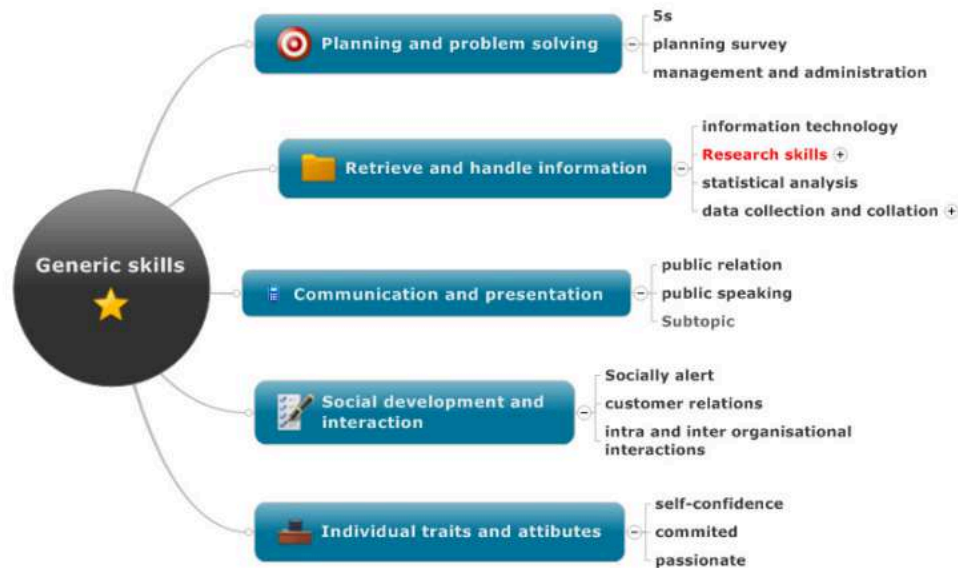 Generic skills
Planning and problem solving
5s
planning survey
management and administration
Retrieve and handle information
information technology
Research skills
statistical analysis
data collection and collation
Communication and presentation
public relation
public speaking
Subtopic
Social development and
interaction
Socially alert
customer relations
intra and inter organisational
interactions
Individual traits and attibutes
self-confidence
commited
passionate